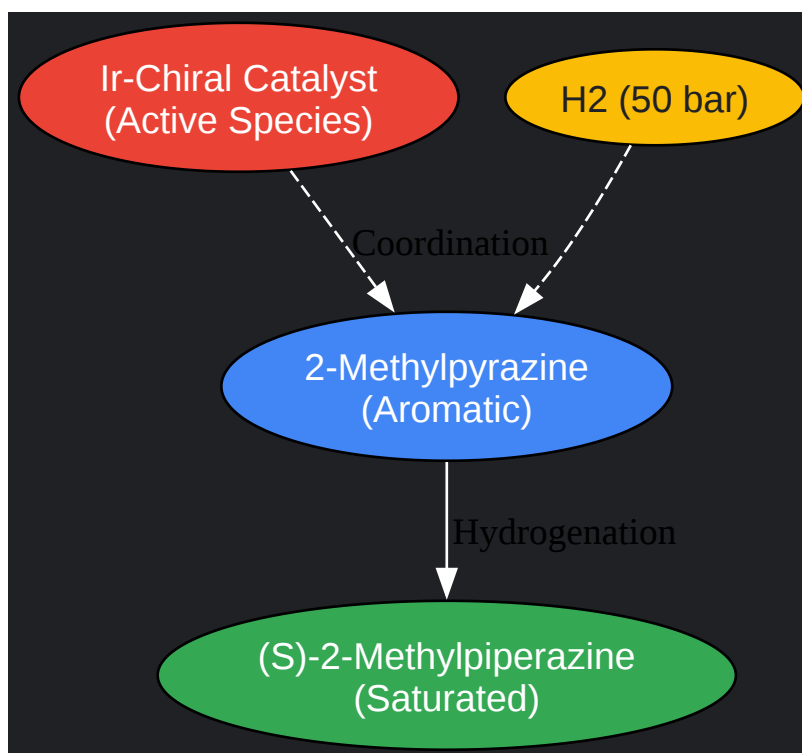 Ir-Chiral Catalyst
(Active Species)
H2 (50 bar)
Coordination
2-Methylpyrazine
(Aromatic)
Hydrogenation
(S)-2-Methylpiperazine
(Saturated)